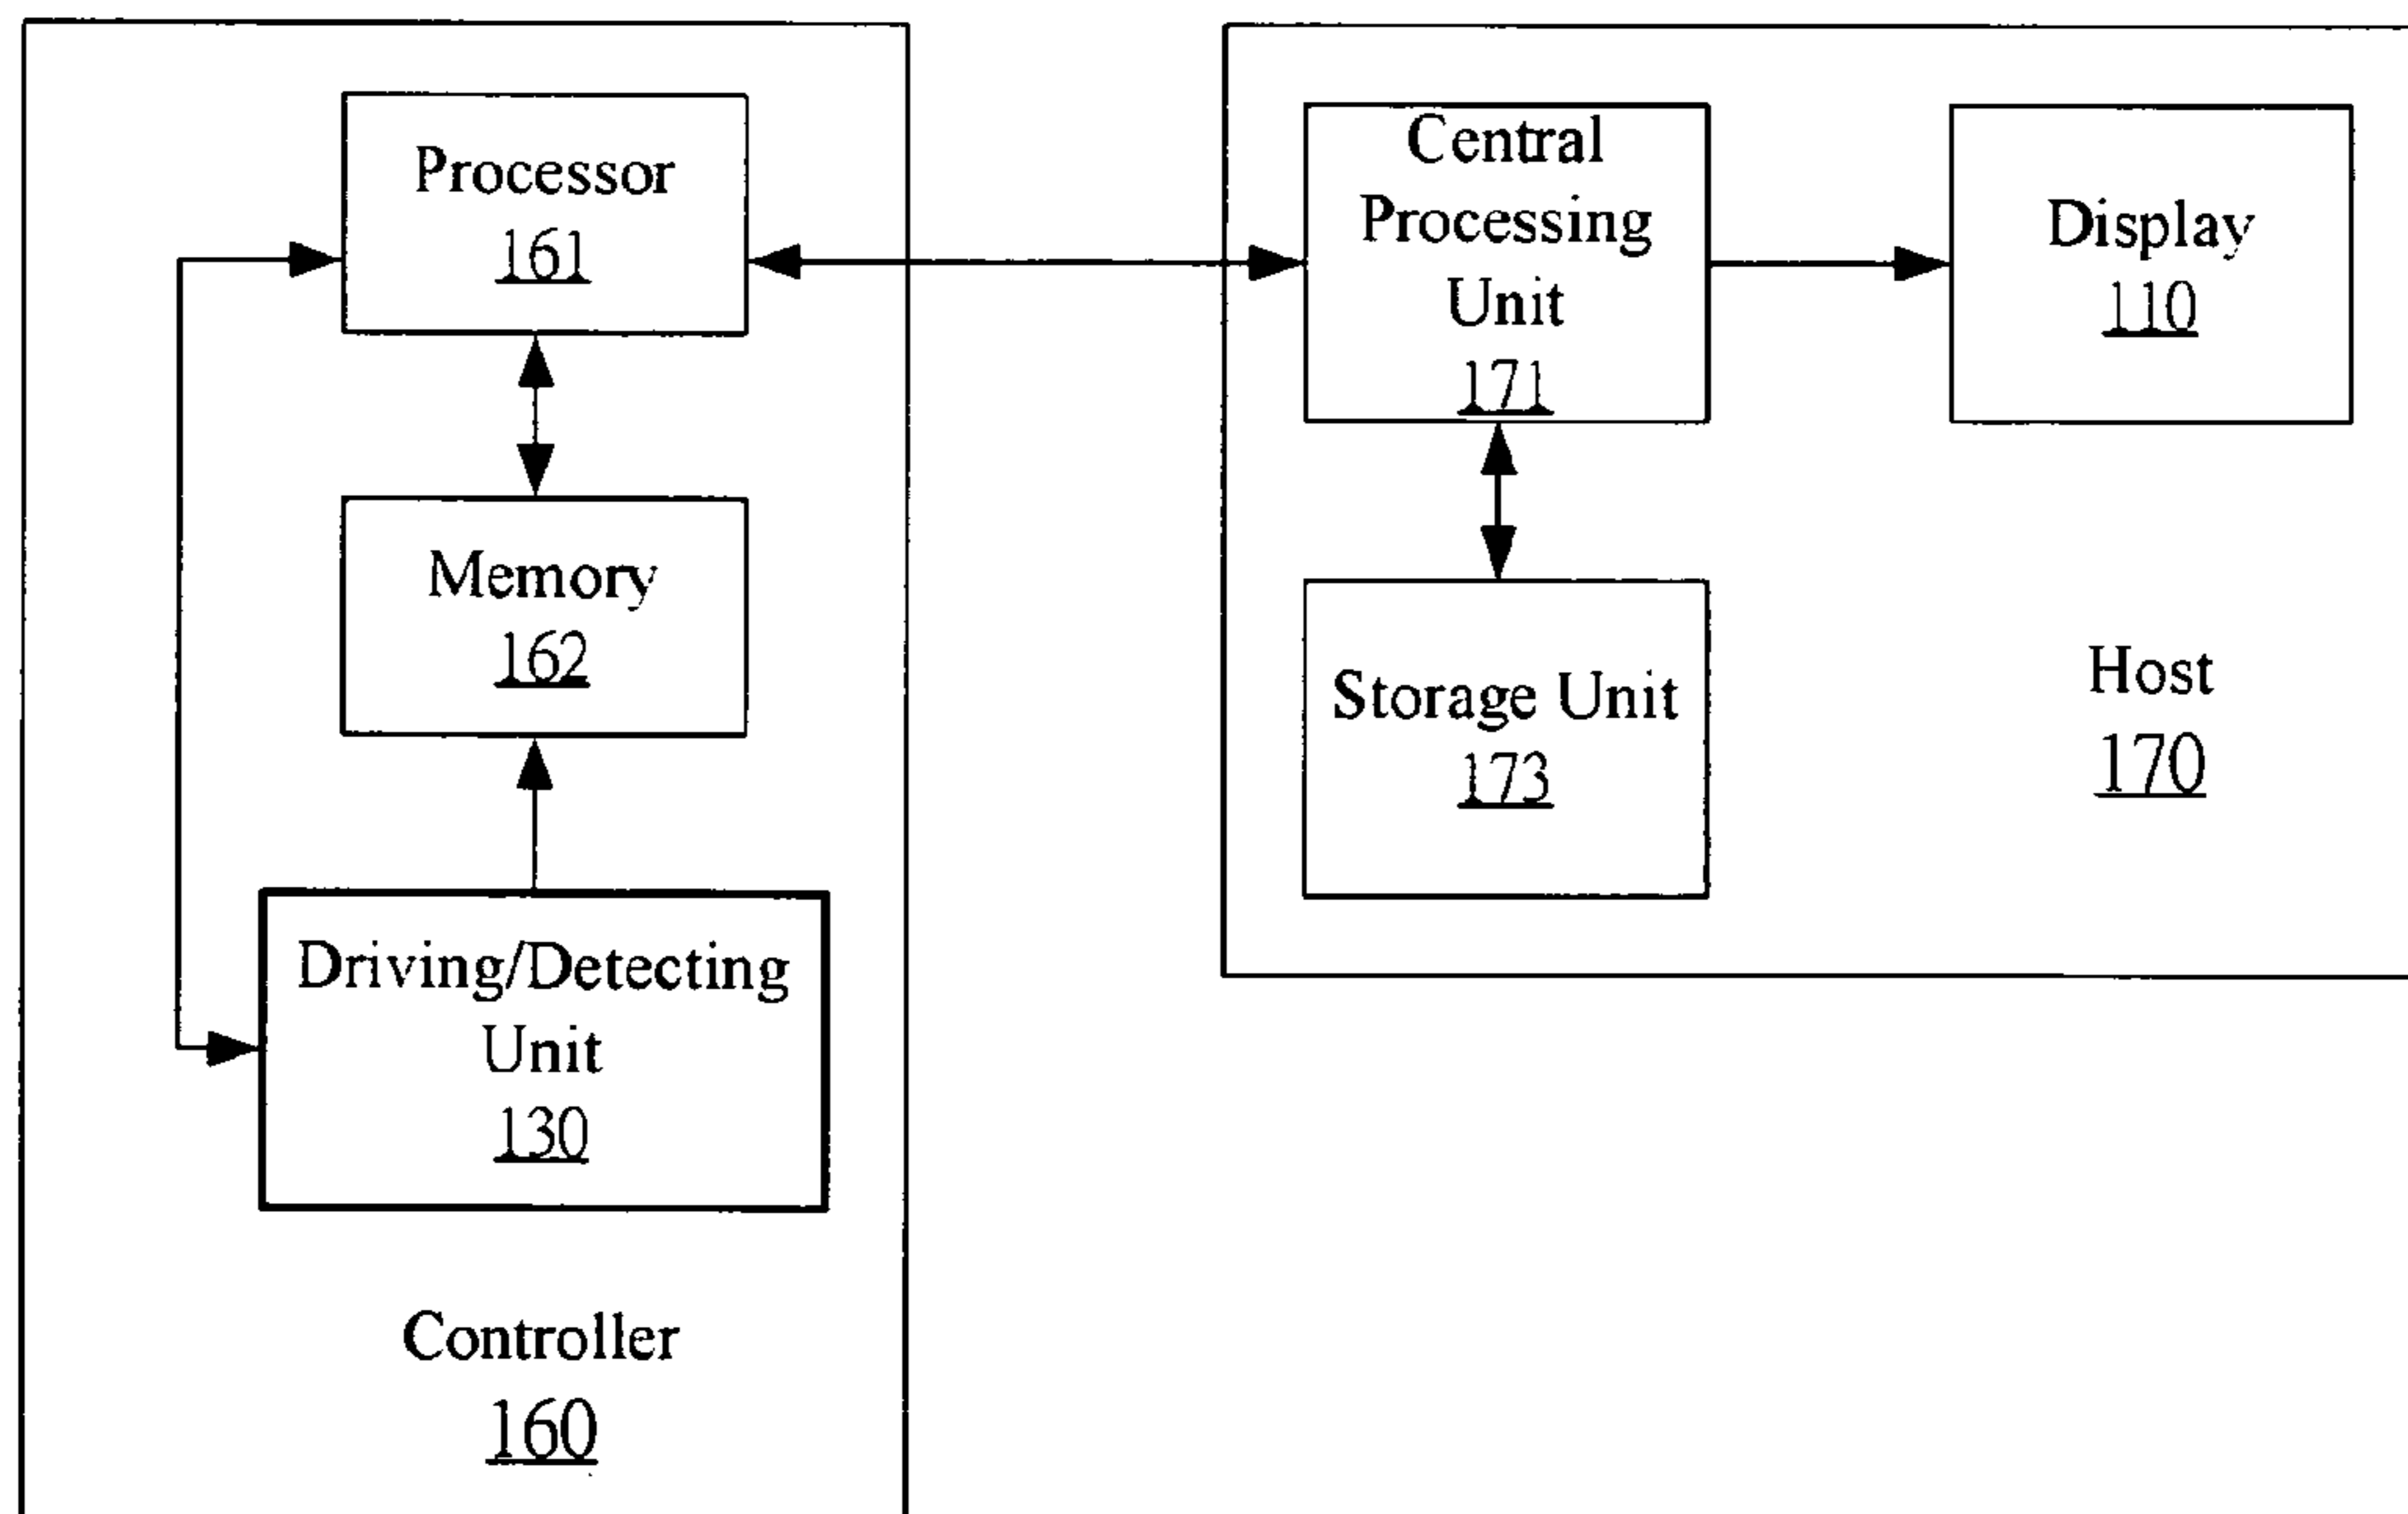 Processor
161
Memory
162
Driving/Detecting
Unit
130
Controller
160
Central
Processing
Unit
171
Display
110
Storage Unit
173
Host
170